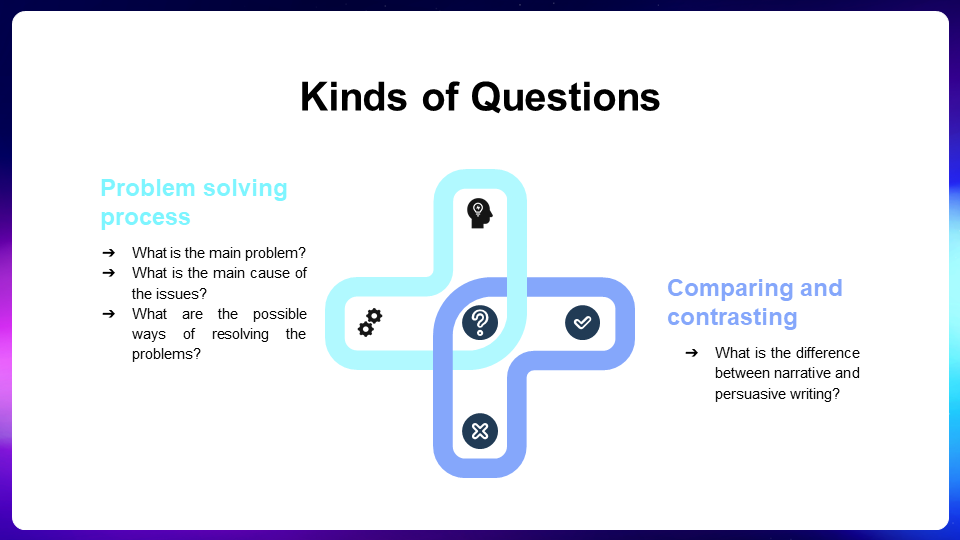 Kinds of Questions
Problem solving
process
➔ What is the main problem?
➔ What is the main cause of
the issues?
➔ What are the possible
ways of resolving the
problems?
Comparing and
contrasting
➔ What is the difference
between narrative and
persuasive writing?